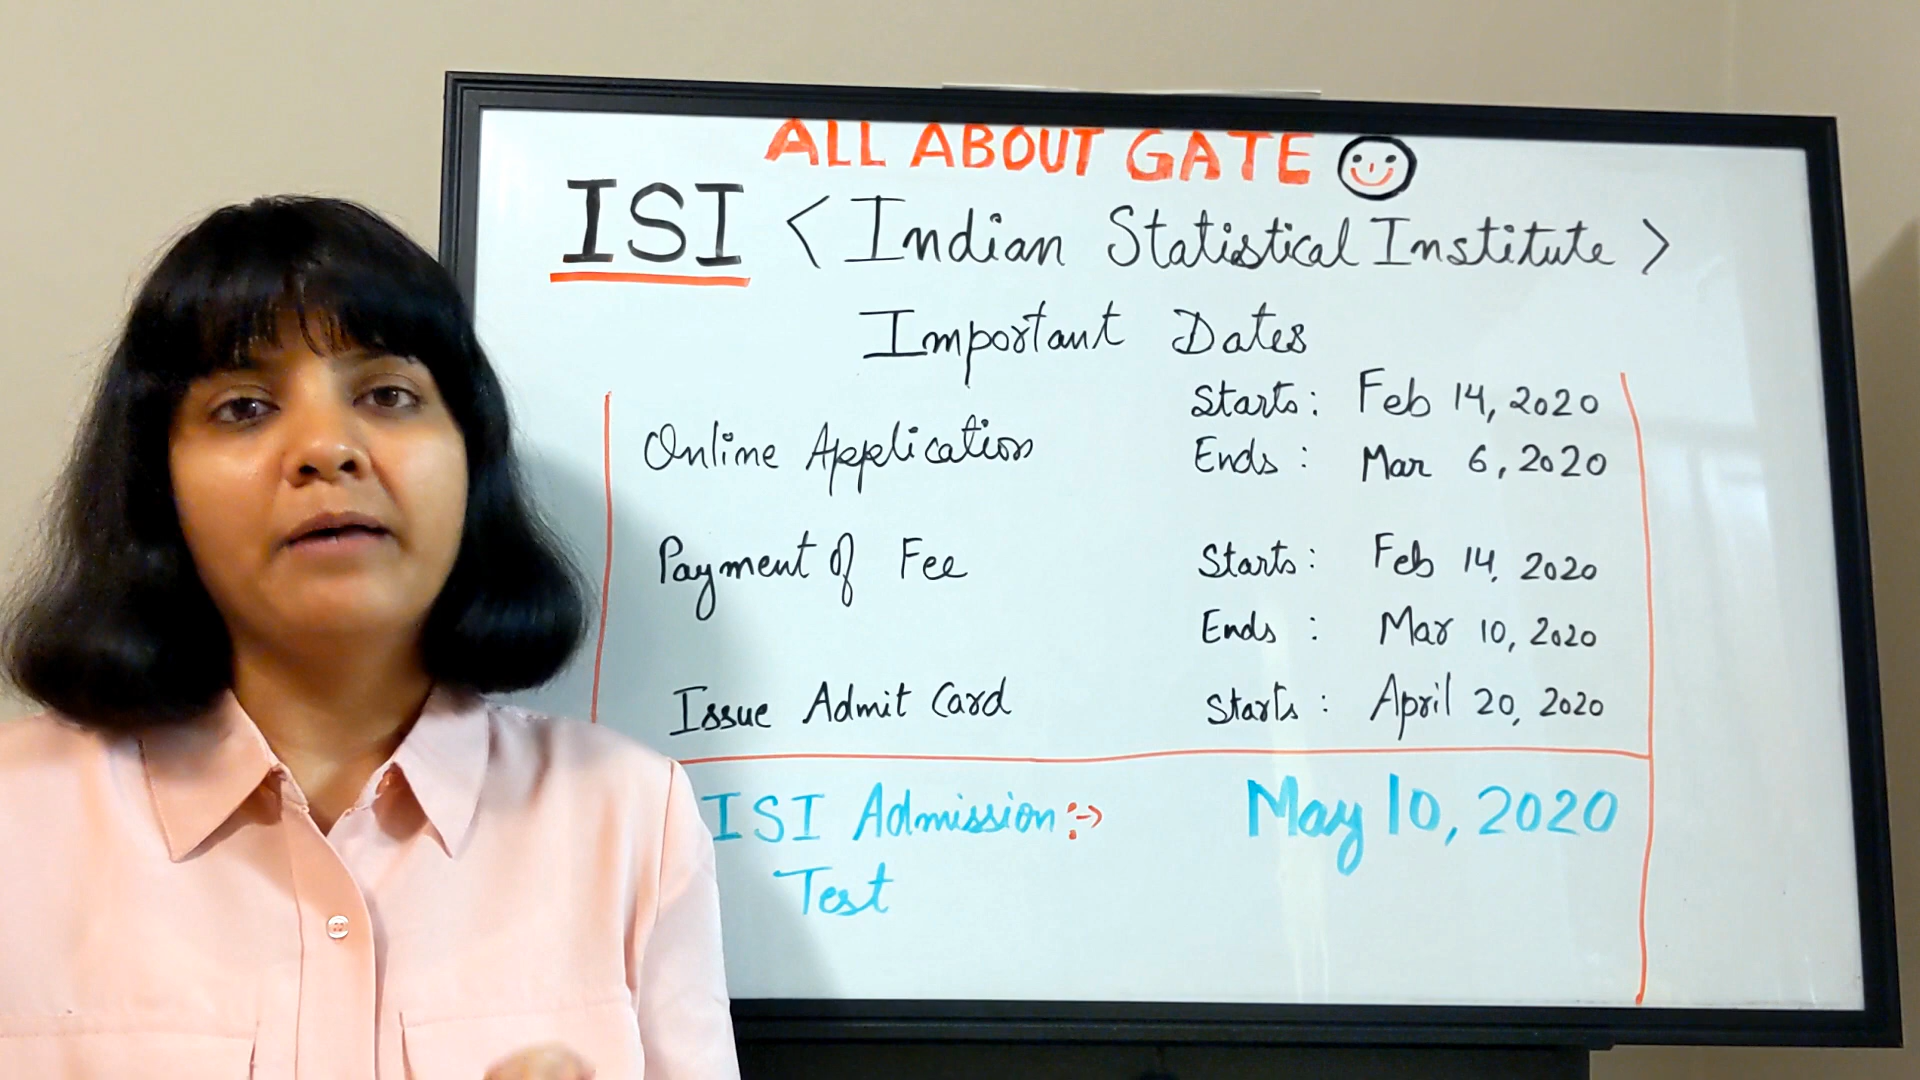 ALL ABOUT GATE
ISI < Indian Statistical Institute >
Important Dates
Online Application Starts: Feb 14, 2020
Ends: Mar 6, 2020
Payment of Fee Starts: Feb 14, 2020
Ends: Mar 10, 2020
Issue Admit Card Starts: April 20, 2020
ISI Admission :-> May 10, 2020
Test